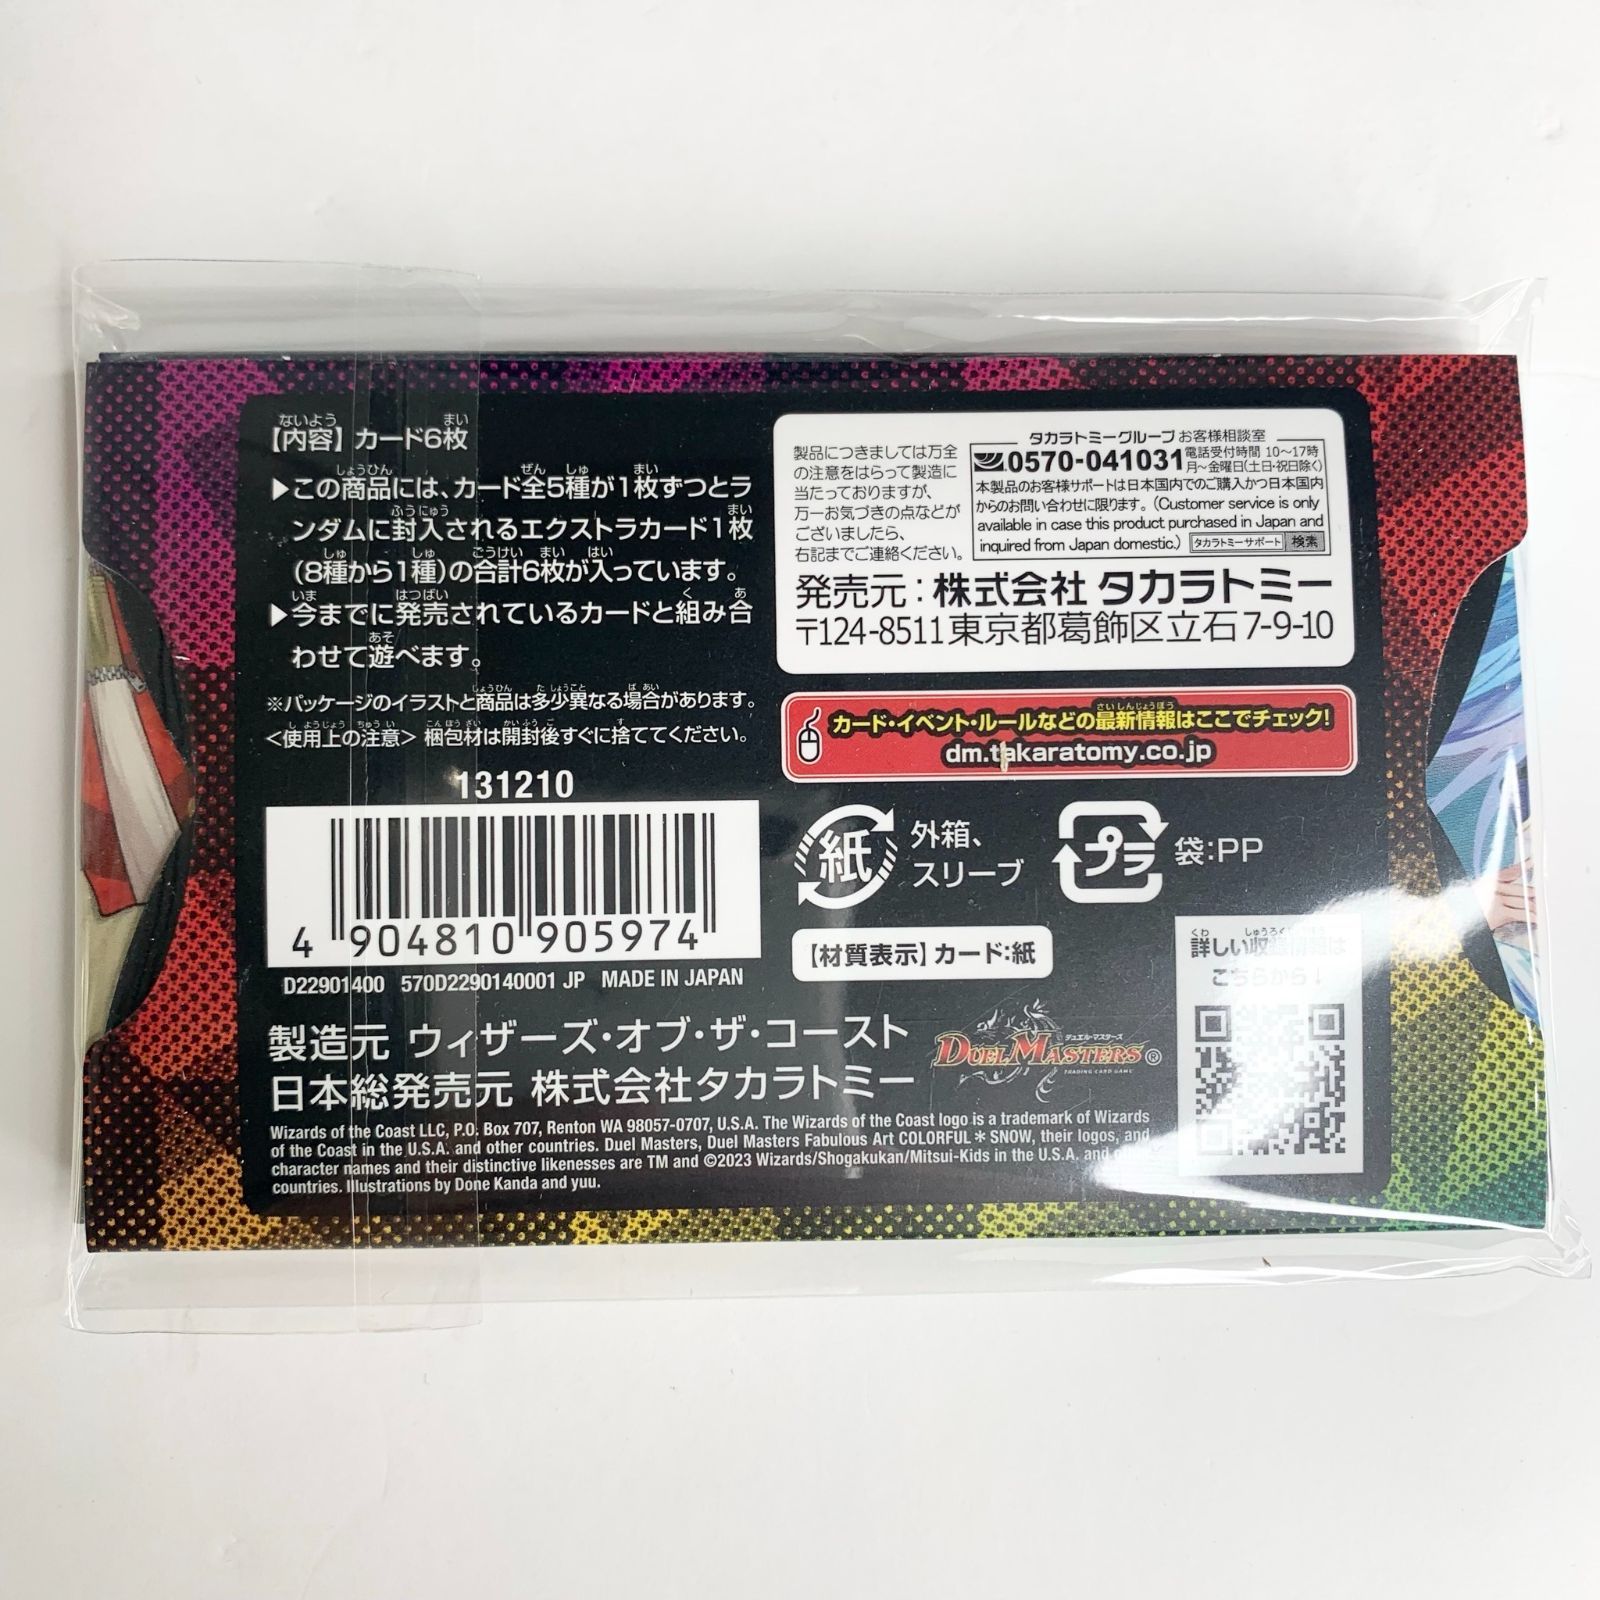 【内容】カード6枚
▶この商品には、カード全5種が1枚ずつとラ
ンダムに封入されるエクストラカード1枚
（8種から1種）の合計6枚が入っています。
▶今までに発売されているカードと組み合
わせて遊べます。
※パッケージのイラストと商品は多少異なる場合があります。
＜使用上の注意＞ 梱包材は開封後すぐに捨ててください。
131210
4 904810 905974
D22901400 570D2290140001 JP MADE IN JAPAN
製造元 ウィザーズ・オブ・ザ・コースト
日本総発売元 株式会社タカラトミー
デュエル・マスターズ
DUEL MASTERS®
TRADING CARD GAME
Wizards of the Coast LLC, P.O. Box 707, Renton WA 98057-0707, U.S.A. The Wizards of the Coast logo is a trademark of Wizards
of the Coast in the U.S.A. and other countries. Duel Masters, Duel Masters Fabulous Art COLORFUL＊SNOW, their logos, and
character names and their distinctive likenesses are TM and ©2023 Wizards/Shogakukan/Mitsui-Kids in the U.S.A. and other
countries. Illustrations by Done Kanda and yuu.
製品につきましては万全
の注意をはらって製造に
当たっておりますが、
万一お気づきの点などが
ございましたら、
右記までご連絡ください。
タカラトミーグループ お客様相談室
0570-041031 電話受付時間 10～17時
月～金曜日(土日・祝日除く)
本製品のお客様サポートは日本国内でのご購入かつ日本国内
からのお問い合わせに限ります。(Customer service is only
available in case this product purchased in Japan and
inquired from Japan domestic.) タカラトミーサポート 検索
発売元：株式会社 タカラトミー
〒124-8511 東京都葛飾区立石7-9-10
カード・イベント・ルールなどの最新情報はここでチェック！
dm.takaratomy.co.jp
紙 外箱、
スリーブ
プラ 袋：PP
【材質表示】カード：紙
詳しい収録情報は
こちらから↓